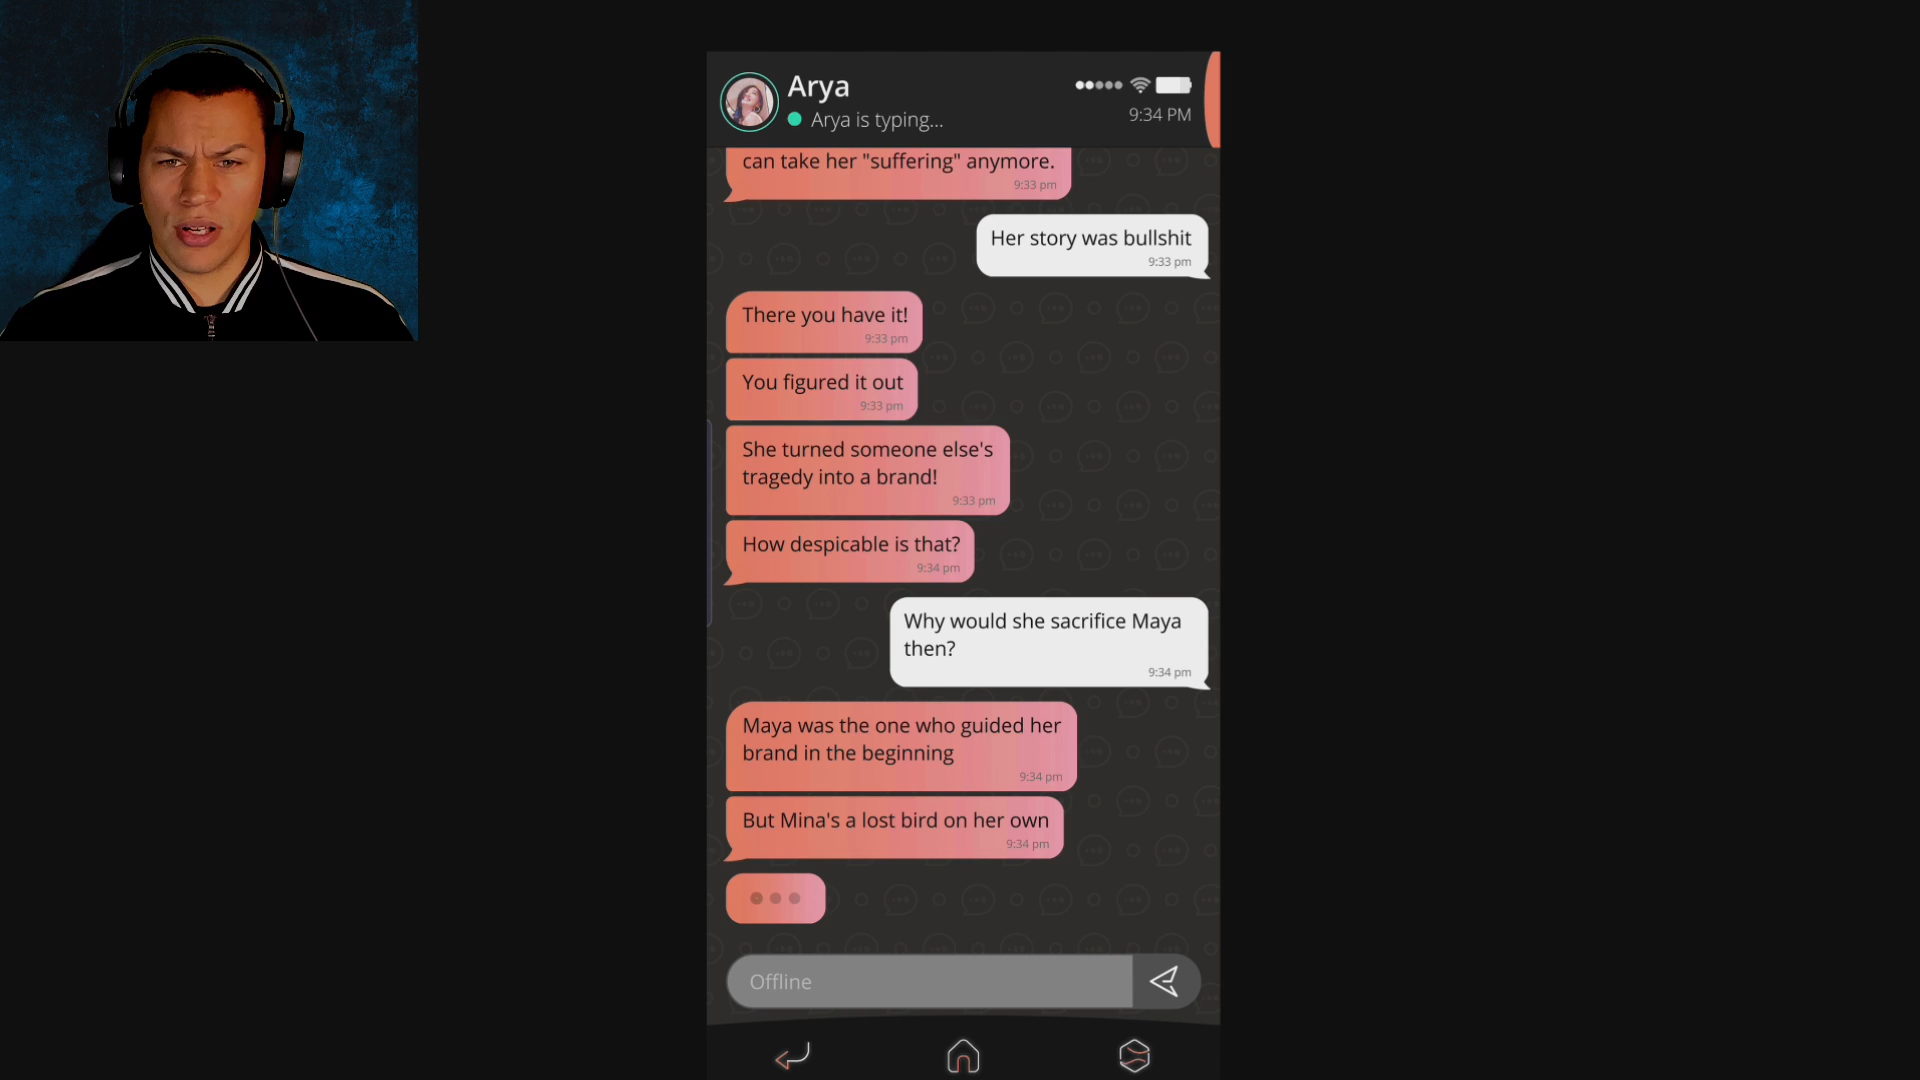 Arya
Arya is typing...
9:34 PM
can take her "suffering" anymore.
9:33 pm
Her story was bullshit
9:33 pm
There you have it!
9:33 pm
You figured it out
9:33 pm
She turned someone else's
tragedy into a brand!
9:33 pm
How despicable is that?
9:34 pm
Why would she sacrifice Maya
then?
9:34 pm
Maya was the one who guided her
brand in the beginning
9:34 pm
But Mina's a lost bird on her own
9:34 pm
Offline